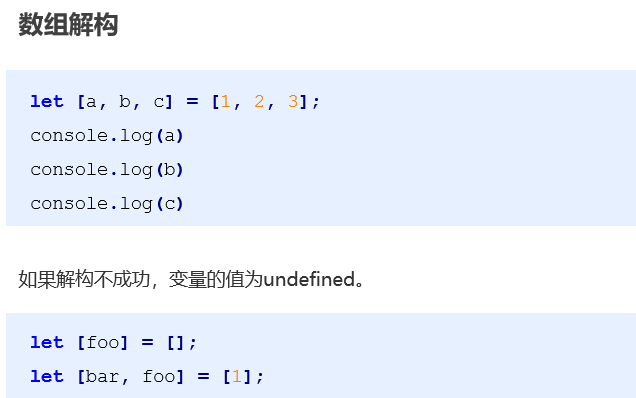 数组解构
let [a, b, c] = [1, 2, 3];
console.log(a)
console.log(b)
console.log(c)
如果解构不成功，变量的值为undefined。
let [foo] = [];
let [bar, foo] = [1];